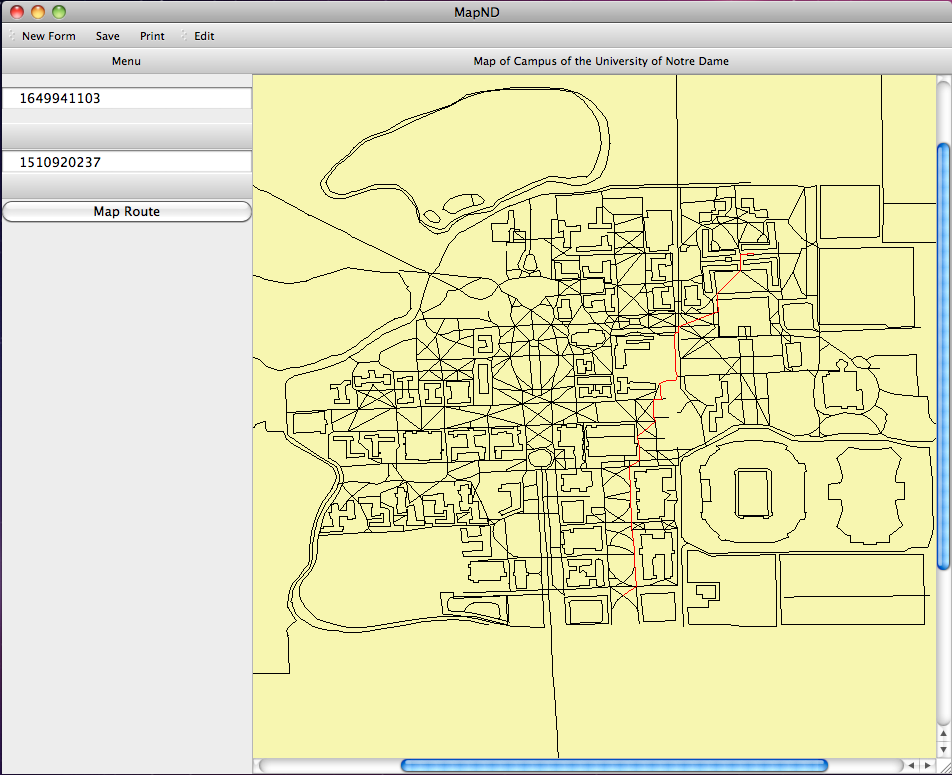 MapND
New Form Save Print Edit
Menu
Map of Campus of the University of Notre Dame
1649941103
1510920237
Map Route